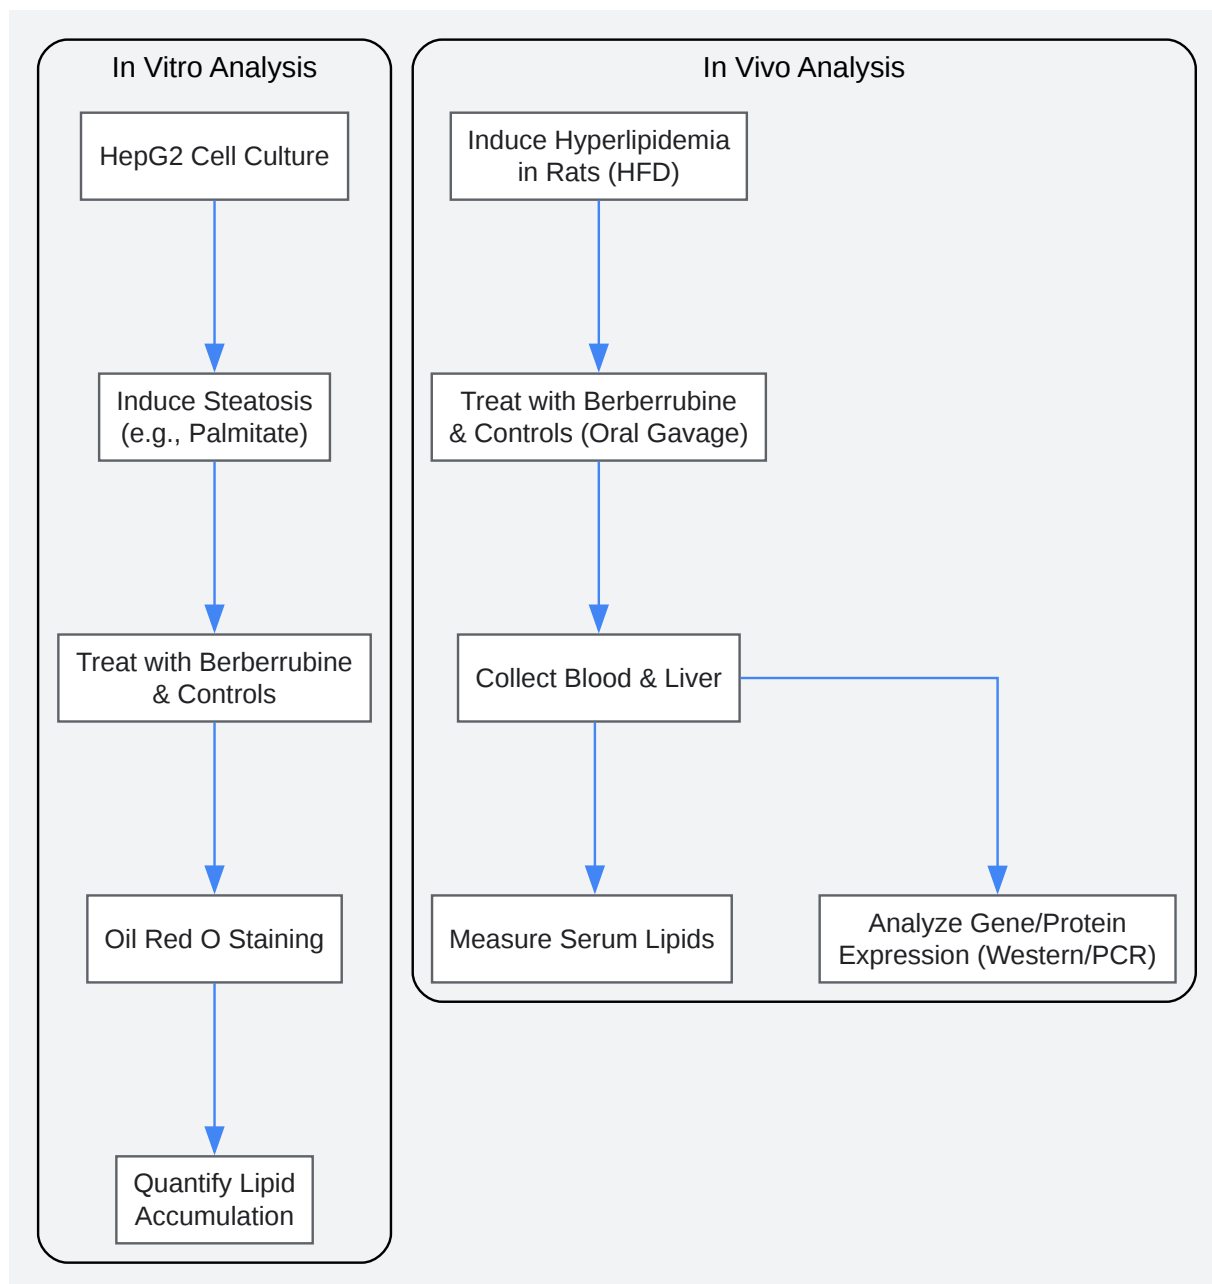 In Vitro Analysis
HepG2 Cell Culture
Induce Steatosis
(e.g., Palmitate)
Treat with Berberrubine
& Controls
Oil Red O Staining
Quantify Lipid
Accumulation
In Vivo Analysis
Induce Hyperlipidemia
in Rats (HFD)
Treat with Berberrubine
& Controls (Oral Gavage)
Collect Blood & Liver
Measure Serum Lipids
Analyze Gene/Protein
Expression (Western/PCR)